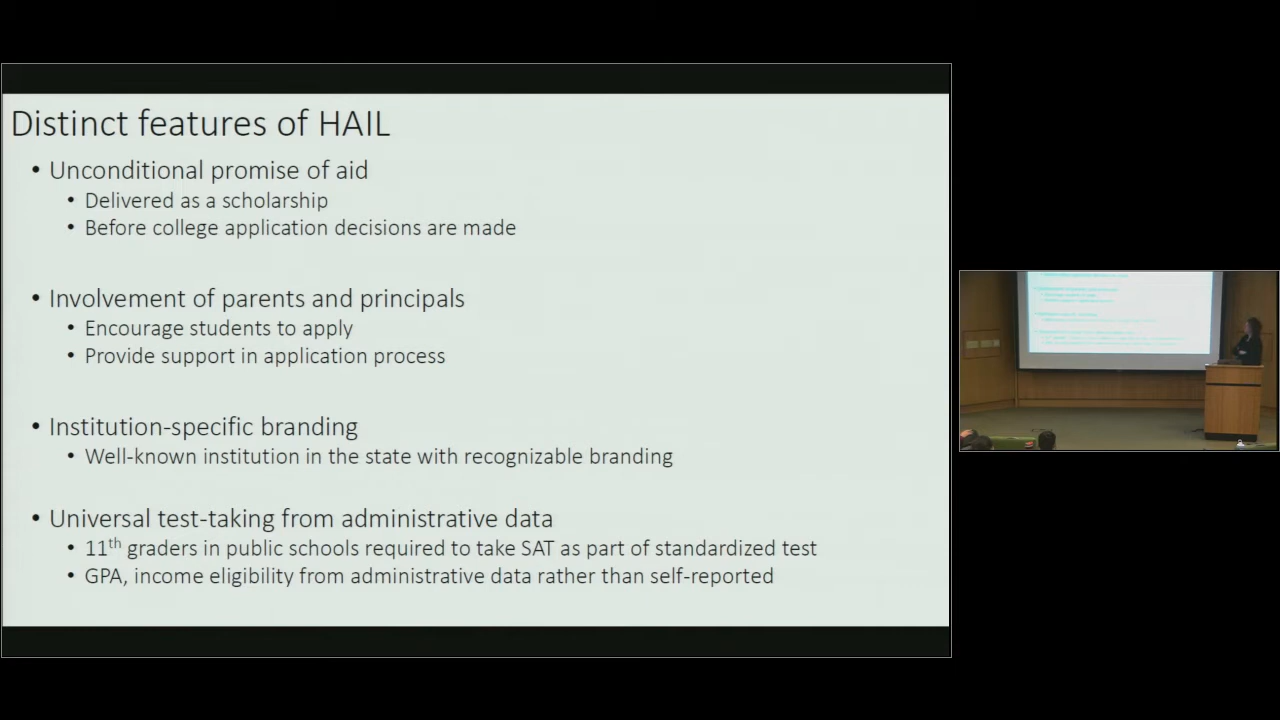 Distinct features of HAIL
• Unconditional promise of aid
• Delivered as a scholarship
• Before college application decisions are made
• Involvement of parents and principals
• Encourage students to apply
• Provide support in application process
• Institution-specific branding
• Well-known institution in the state with recognizable branding
• Universal test-taking from administrative data
• 11th graders in public schools required to take SAT as part of standardized test
• GPA, income eligibility from administrative data rather than self-reported